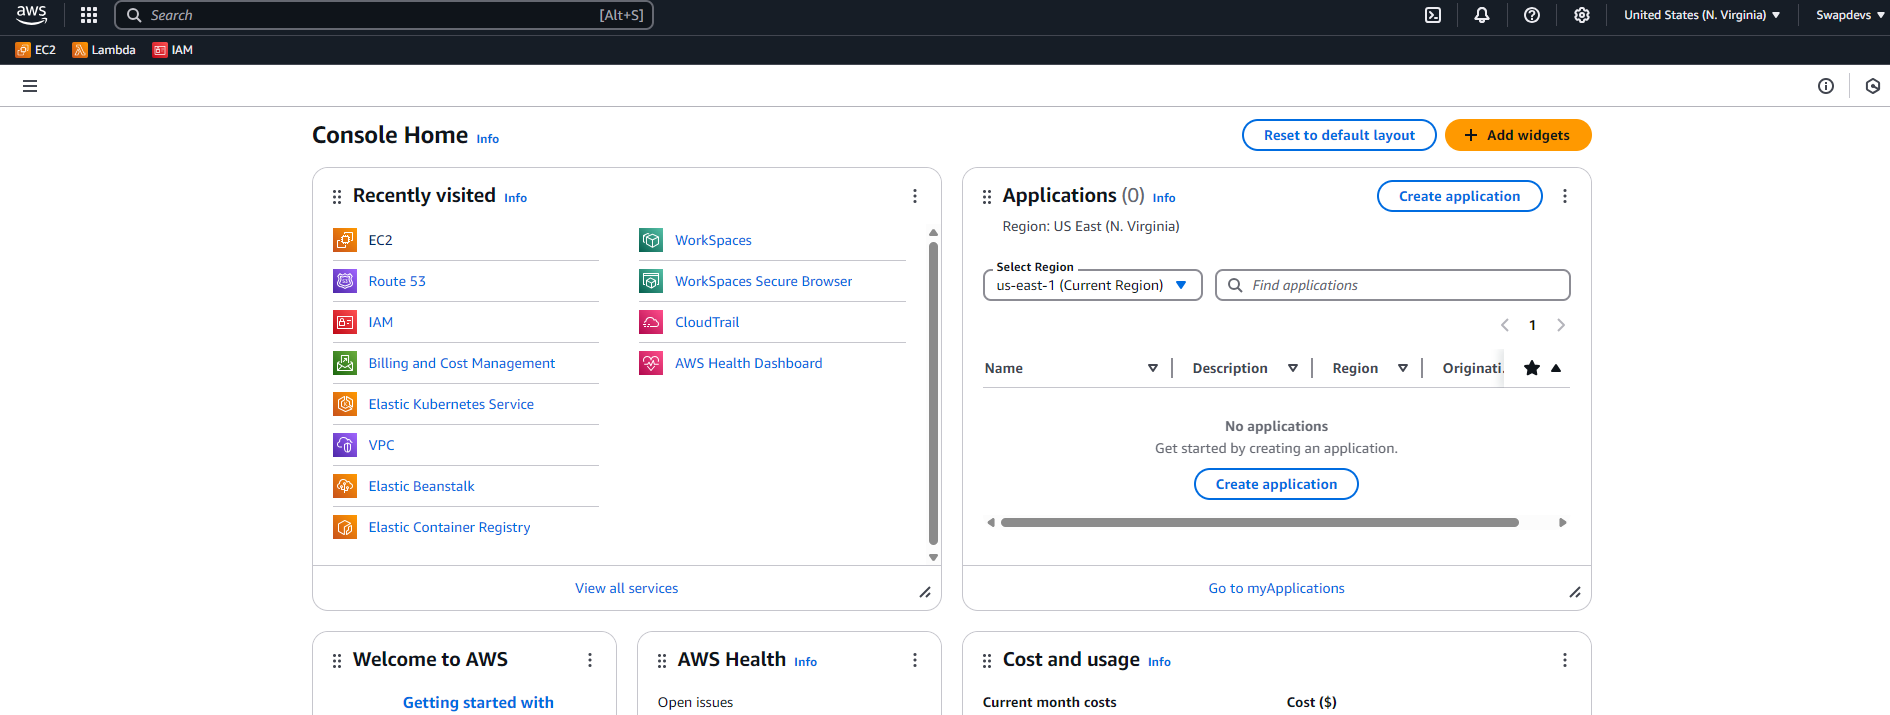 aws
Search [Alt+S]
United States (N. Virginia)
Swapdevs
EC2
Lambda
IAM
Console Home Info
Reset to default layout
Add widgets
Recently visited Info
EC2
Route 53
IAM
Billing and Cost Management
Elastic Kubernetes Service
VPC
Elastic Beanstalk
Elastic Container Registry
WorkSpaces
WorkSpaces Secure Browser
CloudTrail
AWS Health Dashboard
View all services
Applications (0) Info
Create application
Region: US East (N. Virginia)
Select Region
us-east-1 (Current Region)
Find applications
1
Name Description Region Originati.
No applications
Get started by creating an application.
Create application
Go to myApplications
Welcome to AWS
Getting started with
AWS Health Info
Open issues
Cost and usage Info
Current month costs
Cost ($)